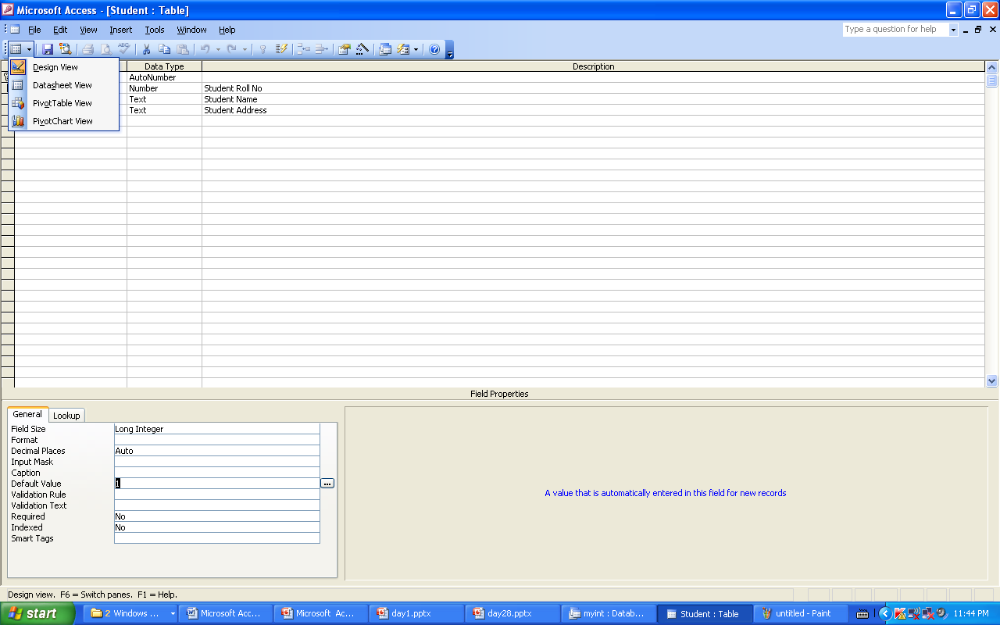 Microsoft Access - [Student : Table]
File Edit View Insert Tools Window Help Type a question for help
Design View
Datasheet View
PivotTable View
PivotChart View
Data Type Description
AutoNumber
Number Student Roll No
Text Student Name
Text Student Address
Field Properties
General Lookup
Field Size Long Integer
Format
Decimal Places Auto
Input Mask
Caption
Default Value 1 ...
Validation Rule
Validation Text
Required No
Indexed No
Smart Tags
A value that is automatically entered in this field for new records
Design view. F6 = Switch panes. F1 = Help.
start 2 Windows ... Microsoft Acc... Microsoft Ac... day1.pptx day28.pptx myint : Datab... Student : Table untitled - Paint 11:44 PM